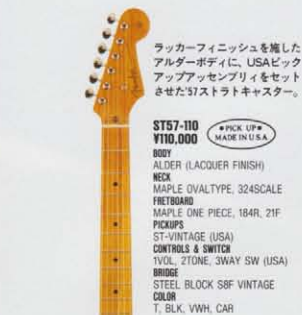 ラッカーフィニッシュを施した
アルダーボディに、USAピック
アップアッセンブリィをセット
させた'57ストラトキャスター。
ST57-110
¥110,000
•PICK UP•
MADE IN U.S.A
BODY
ALDER (LACQUER FINISH)
NECK
MAPLE OVALTYPE, 324SCALE
FRETBOARD
MAPLE ONE PIECE, 184R, 21F
PICKUPS
ST-VINTAGE (USA)
CONTROLS & SWITCH
1VOL, 2TONE, 3WAY SW (USA)
BRIDGE
STEEL BLOCK S8F VINTAGE
COLOR
T, BLK, VWH, CAR